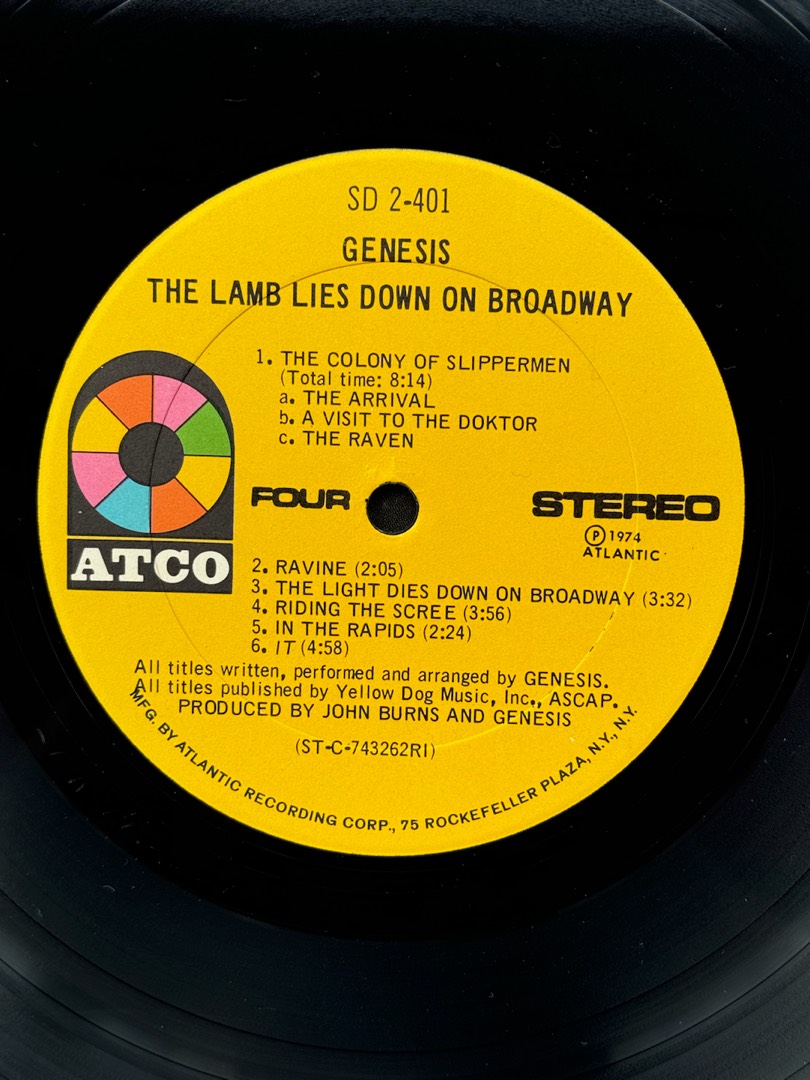 SD 2-401
GENESIS
THE LAMB LIES DOWN ON BROADWAY
1. THE COLONY OF SLIPPERMEN
(Total time: 8:14)
a. THE ARRIVAL
b. A VISIT TO THE DOKTOR
c. THE RAVEN
FOUR
STEREO
Ⓟ 1974
ATLANTIC
ATCO
2. RAVINE (2:05)
3. THE LIGHT DIES DOWN ON BROADWAY (3:32)
4. RIDING THE SCREE (3:56)
5. IN THE RAPIDS (2:24)
6. IT (4:58)
All titles written, performed and arranged by GENESIS.
All titles published by Yellow Dog Music, Inc., ASCAP.
PRODUCED BY JOHN BURNS AND GENESIS
(ST-C-743262RI)
MFG. BY ATLANTIC RECORDING CORP., 75 ROCKEFELLER PLAZA, N.Y., N.Y.